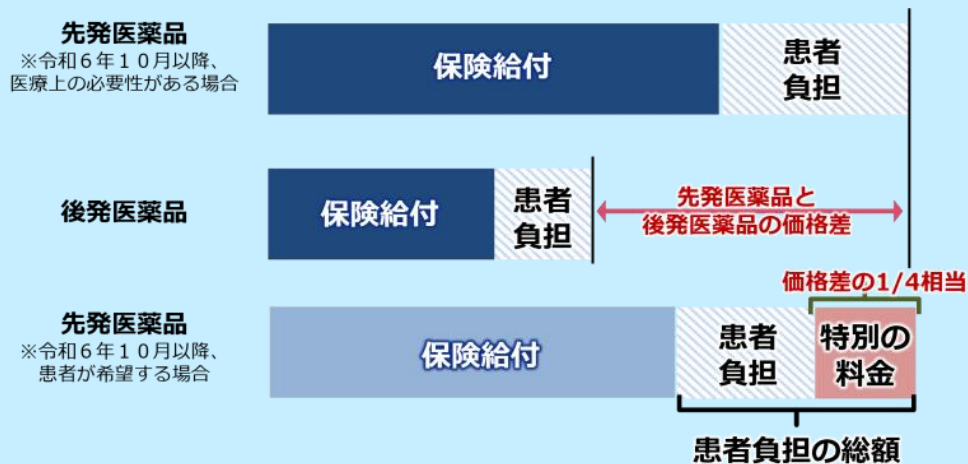 先発医薬品
※令和6年10月以降、
医療上の必要性がある場合
保険給付
患者
負担
後発医薬品
保険給付
患者
負担
先発医薬品と
後発医薬品の価格差
価格差の1/4相当
先発医薬品
※令和6年10月以降、
患者が希望する場合
保険給付
患者
負担
特別の
料金
患者負担の総額